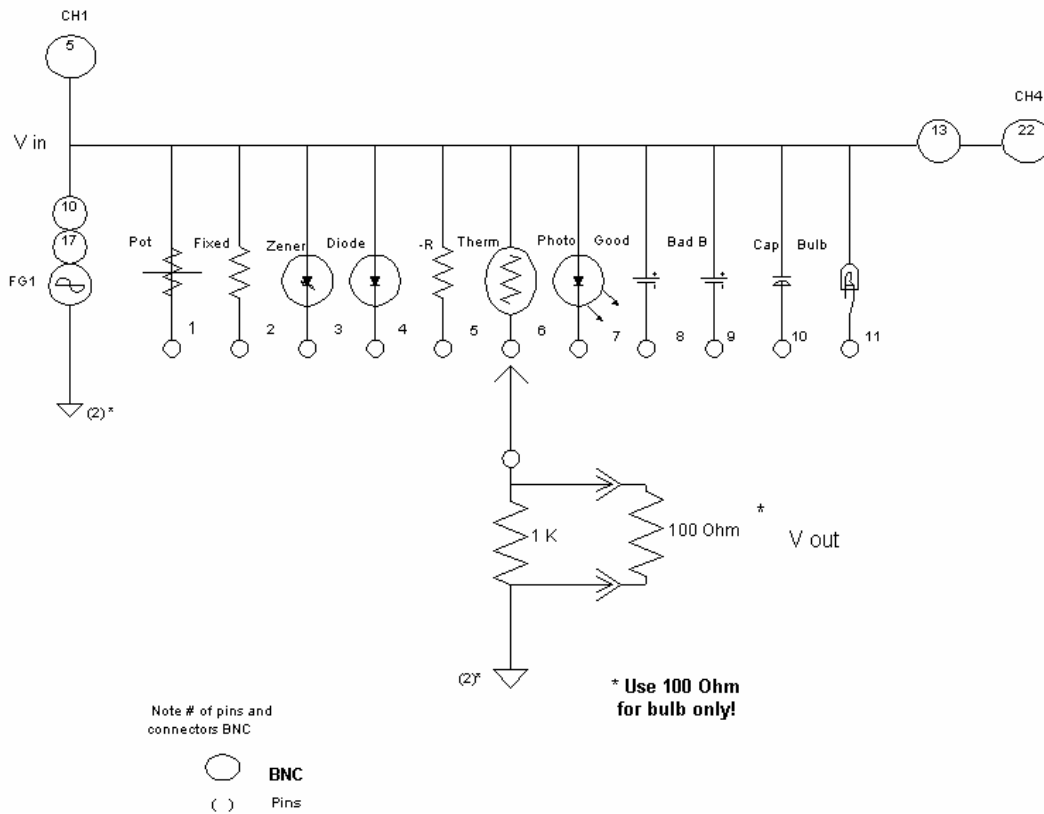 CH1
5
CH4
V in
13
22
10
17
FG1
Pot
Fixed
Zener
Diode
-R
Therm
Photo
Good
Bad B
Cap
Bulb
1
2
3
4
5
6
7
8
9
10
11
(2)*
1 K
100 Ohm
*
V out
(2)*
* Use 100 Ohm
for bulb only!
Note # of pins and
connectors BNC
BNC
( ) Pins